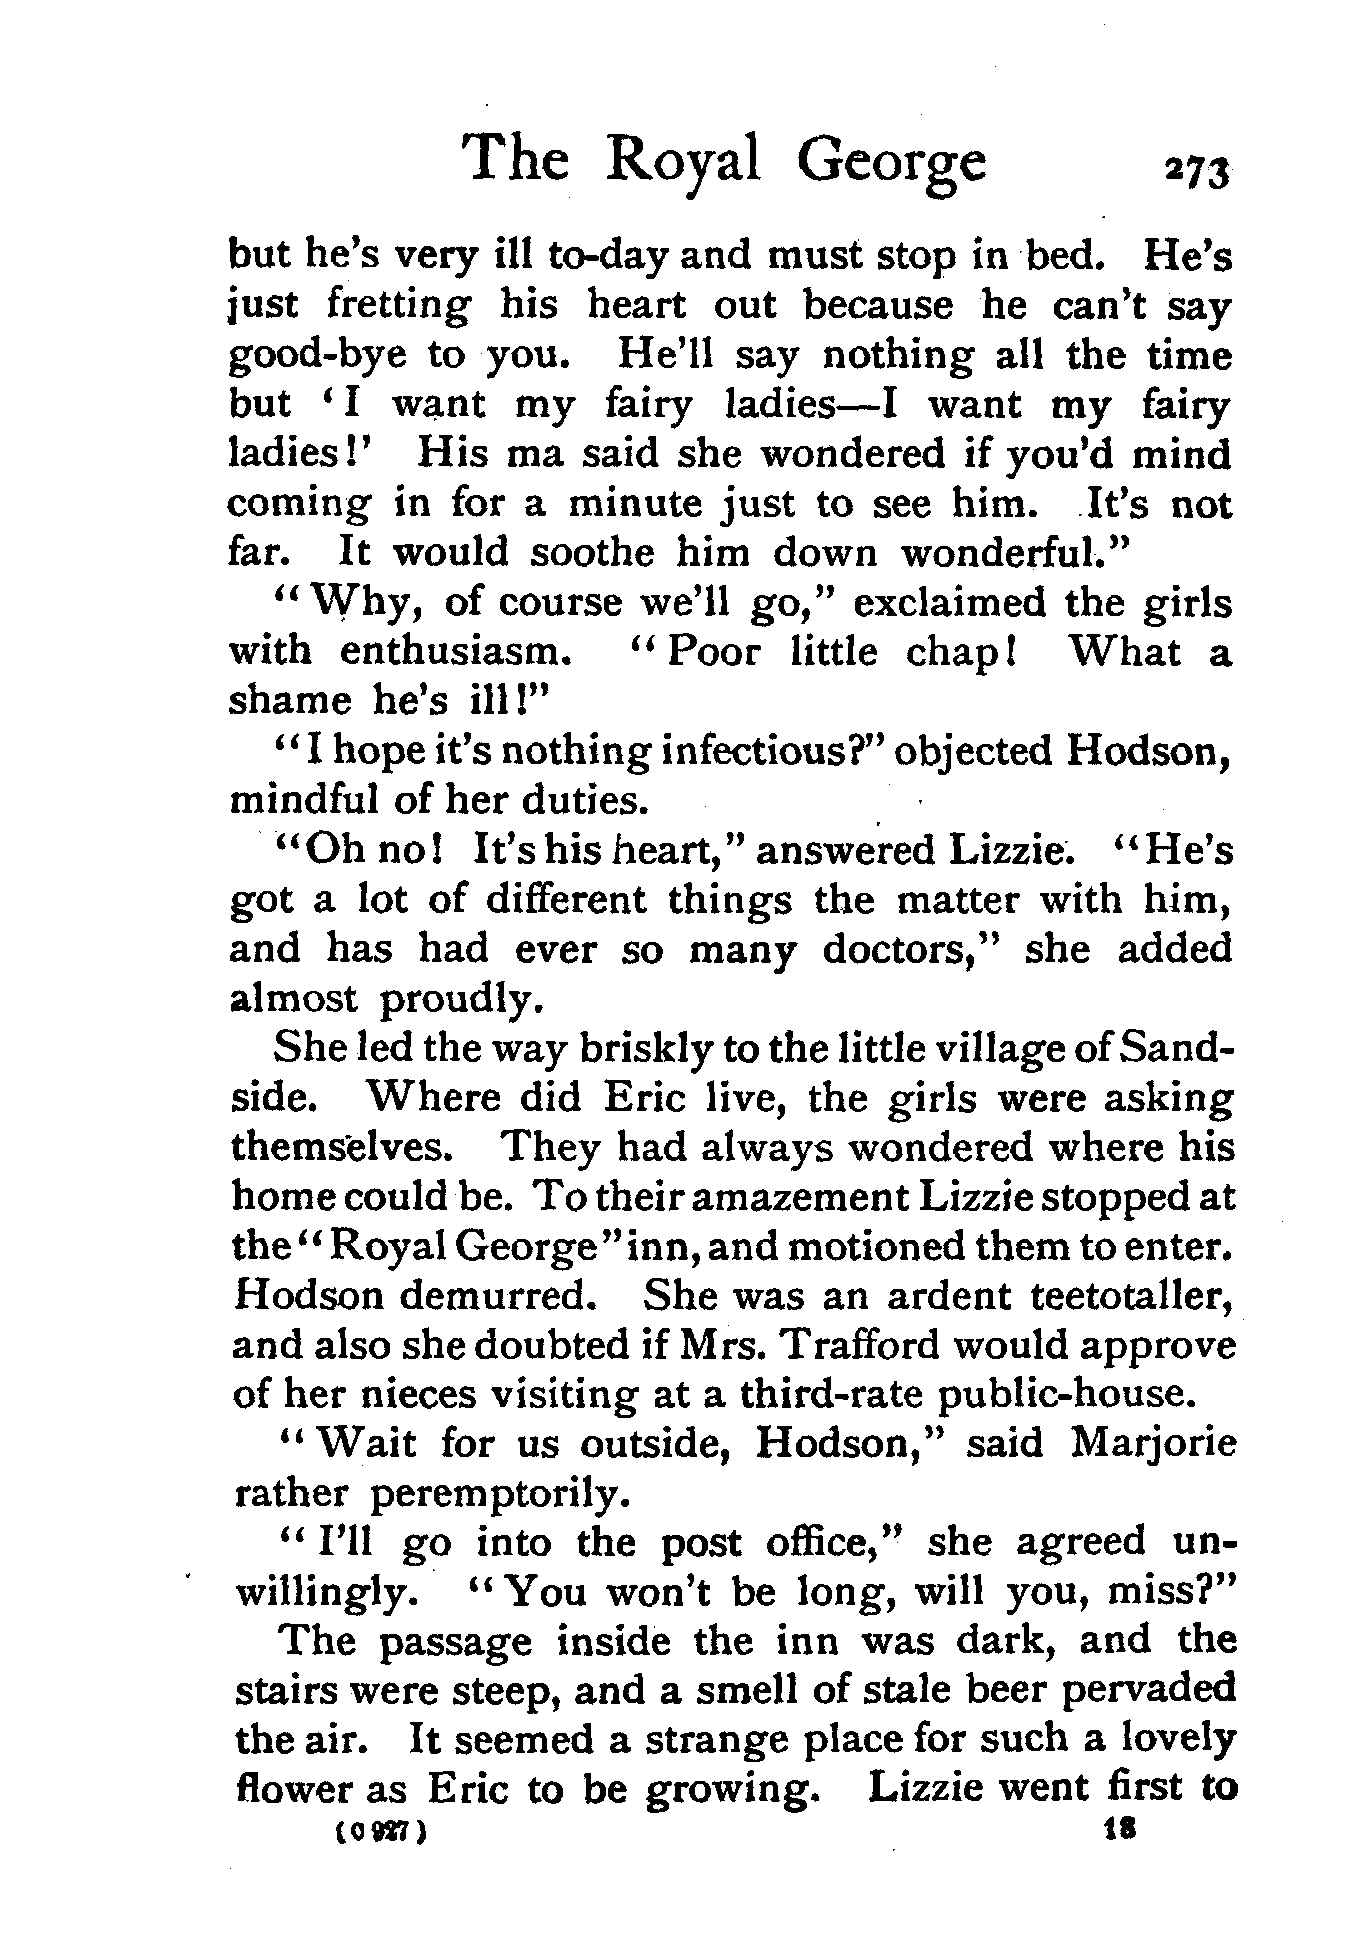 The Royal George 273
but he's very ill to-day and must stop in bed. He's
just fretting his heart out because he can't say
good-bye to you. He'll say nothing all the time
but 'I want my fairy ladies—I want my fairy
ladies!' His ma said she wondered if you'd mind
coming in for a minute just to see him. It's not
far. It would soothe him down wonderful."
"Why, of course we'll go," exclaimed the girls
with enthusiasm. "Poor little chap! What a
shame he's ill!"
"I hope it's nothing infectious?" objected Hodson,
mindful of her duties.
"Oh no! It's his heart," answered Lizzie. "He's
got a lot of different things the matter with him,
and has had ever so many doctors," she added
almost proudly.
She led the way briskly to the little village of Sand-
side. Where did Eric live, the girls were asking
themselves. They had always wondered where his
home could be. To their amazement Lizzie stopped at
the "Royal George" inn, and motioned them to enter.
Hodson demurred. She was an ardent teetotaller,
and also she doubted if Mrs. Trafford would approve
of her nieces visiting at a third-rate public-house.
"Wait for us outside, Hodson," said Marjorie
rather peremptorily.
"I'll go into the post office," she agreed un-
willingly. "You won't be long, will you, miss?"
The passage inside the inn was dark, and the
stairs were steep, and a smell of stale beer pervaded
the air. It seemed a strange place for such a lovely
flower as Eric to be growing. Lizzie went first to
(0 927) 18